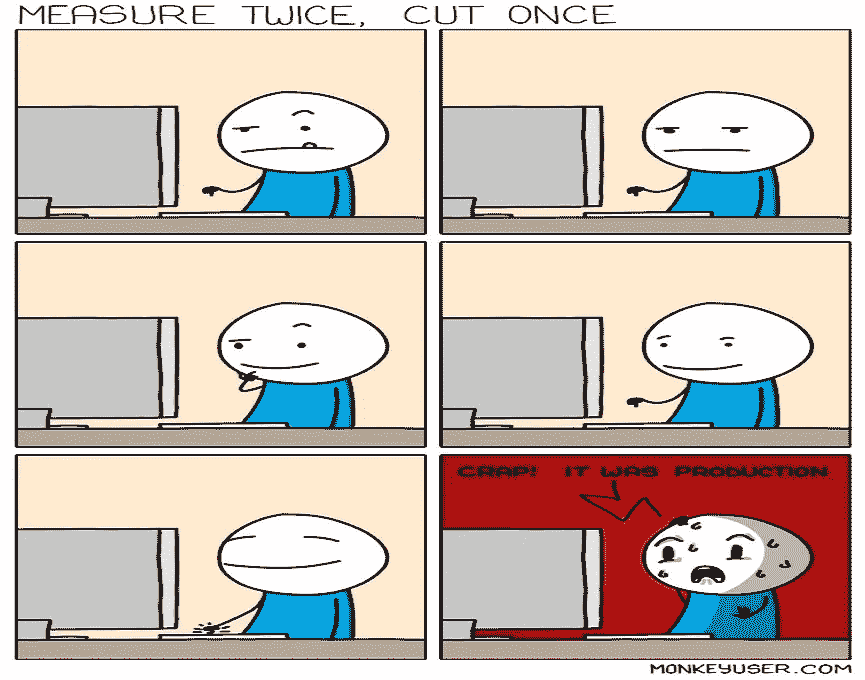 MEASURE TWICE, CUT ONCE
CRAP! IT WAS PRODUCTION
MONKEYUSER.COM